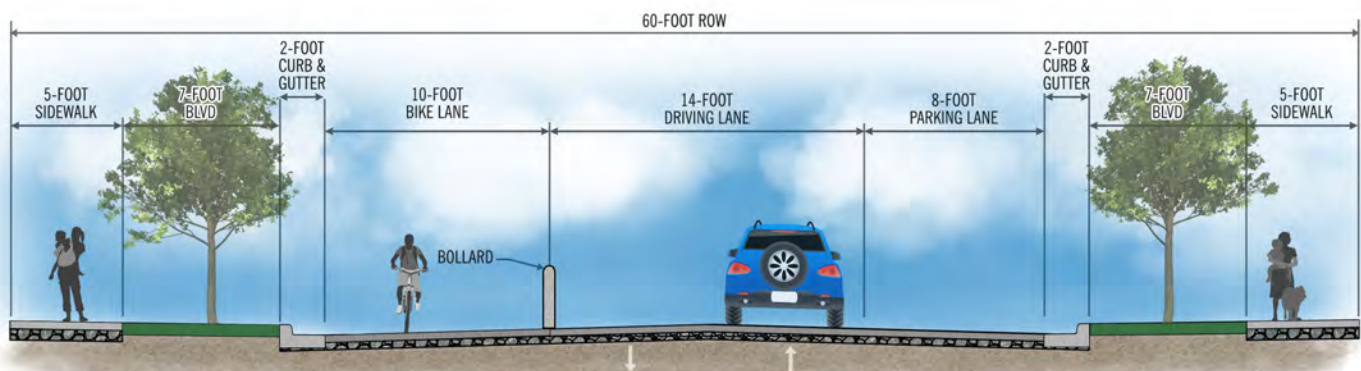 60-FOOT ROW
5-FOOT
SIDEWALK
7-FOOT
BLVD
2-FOOT
CURB &
GUTTER
10-FOOT
BIKE LANE
14-FOOT
DRIVING LANE
8-FOOT
PARKING LANE
2-FOOT
CURB &
GUTTER
7-FOOT
BLVD
5-FOOT
SIDEWALK
BOLLARD